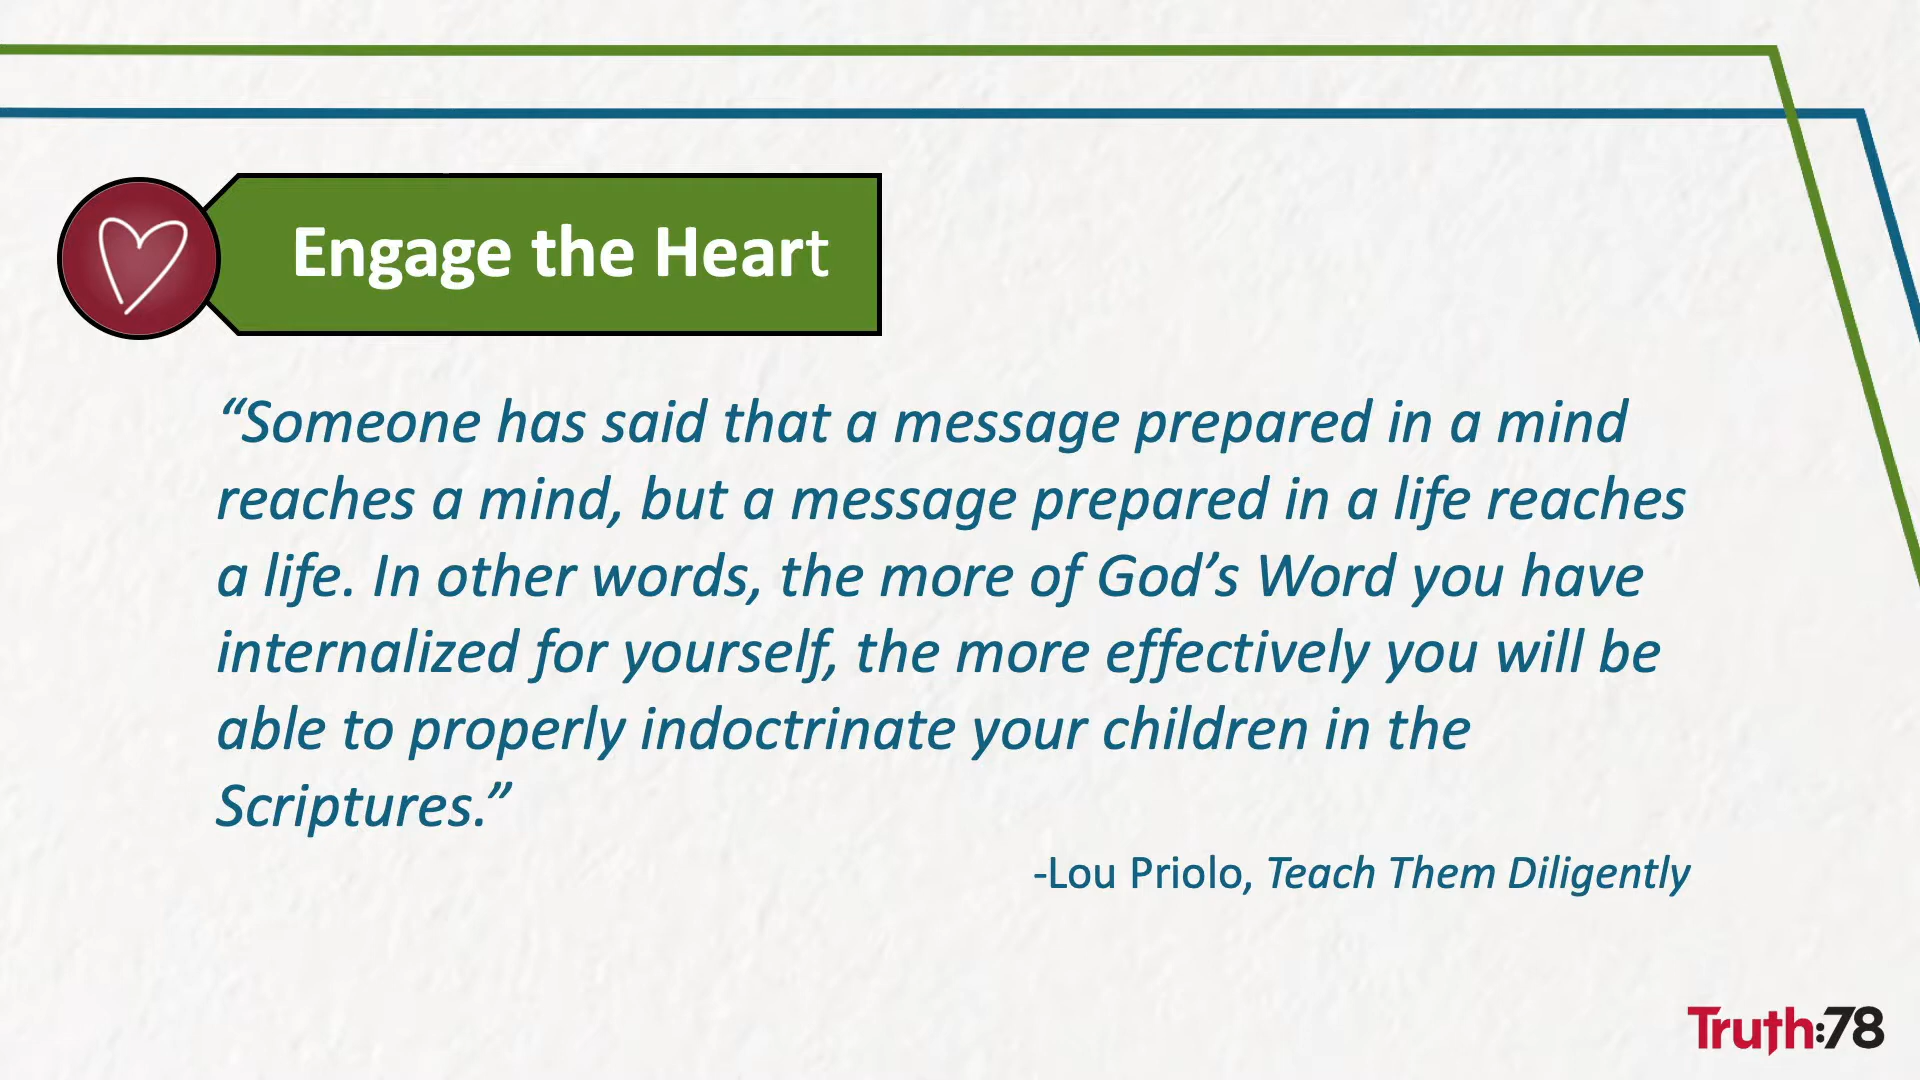 Engage the Heart
“Someone has said that a message prepared in a mind
reaches a mind, but a message prepared in a life reaches
a life. In other words, the more of God’s Word you have
internalized for yourself, the more effectively you will be
able to properly indoctrinate your children in the
Scriptures.”
-Lou Priolo, Teach Them Diligently
Truth:78